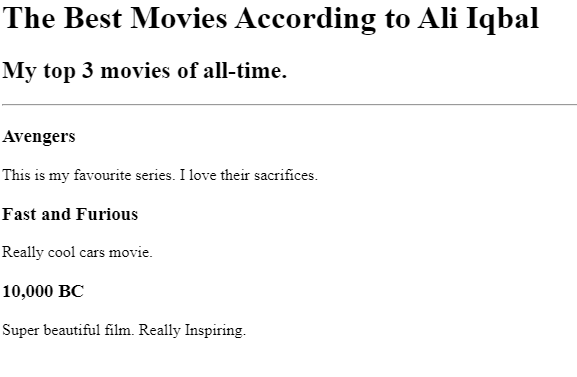 The Best Movies According to Ali Iqbal
My top 3 movies of all-time.
Avengers
This is my favourite series. I love their sacrifices.
Fast and Furious
Really cool cars movie.
10,000 BC
Super beautiful film. Really Inspiring.